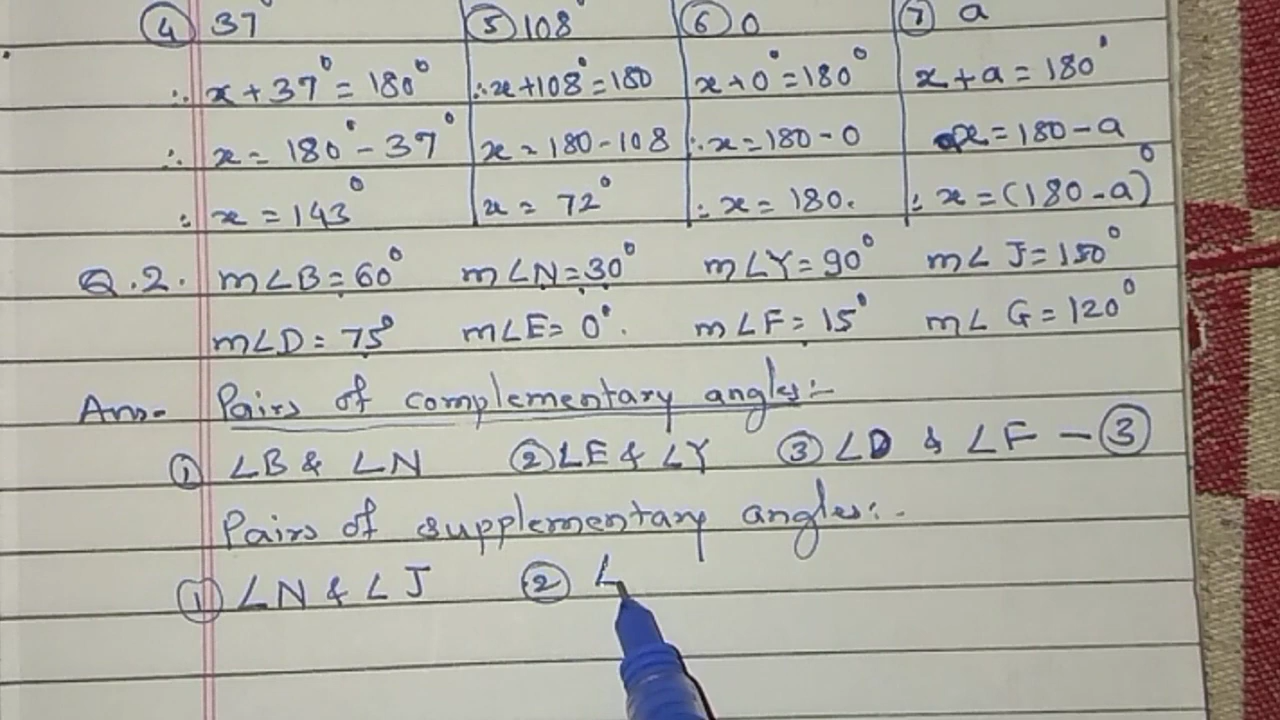 ④ 37° ⑤ 108° ⑥ 0 ⑦ a
∴ x + 37° = 180° ∴ x + 108° = 180 x + 0° = 180° x + a = 180°
∴ x = 180° - 37° x = 180 - 108 ∴ x = 180 - 0 x = 180 - a
∴ x = 143° x = 72° ∴ x = 180. ∴ x = (180 - a)°
Q.2. m∠B = 60° m∠N = 30° m∠Y = 90° m∠J = 150°
m∠D = 75° m∠E = 0°. m∠F = 15° m∠G = 120°
Ans- Pairs of complementary angles:-
① ∠B & ∠N ② ∠E & ∠Y ③ ∠D & ∠F - ③
Pairs of supplementary angles:-
① ∠N & ∠J ② ∠